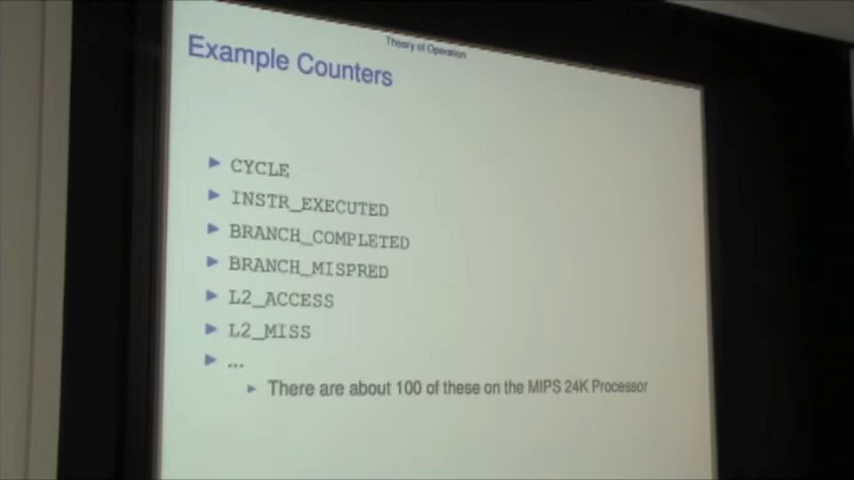 Theory of Operation
Example Counters
CYCLE
INSTR_EXECUTED
BRANCH_COMPLETED
BRANCH_MISPRED
L2_ACCESS
L2_MISS
...
There are about 100 of these on the MIPS 24K Processor